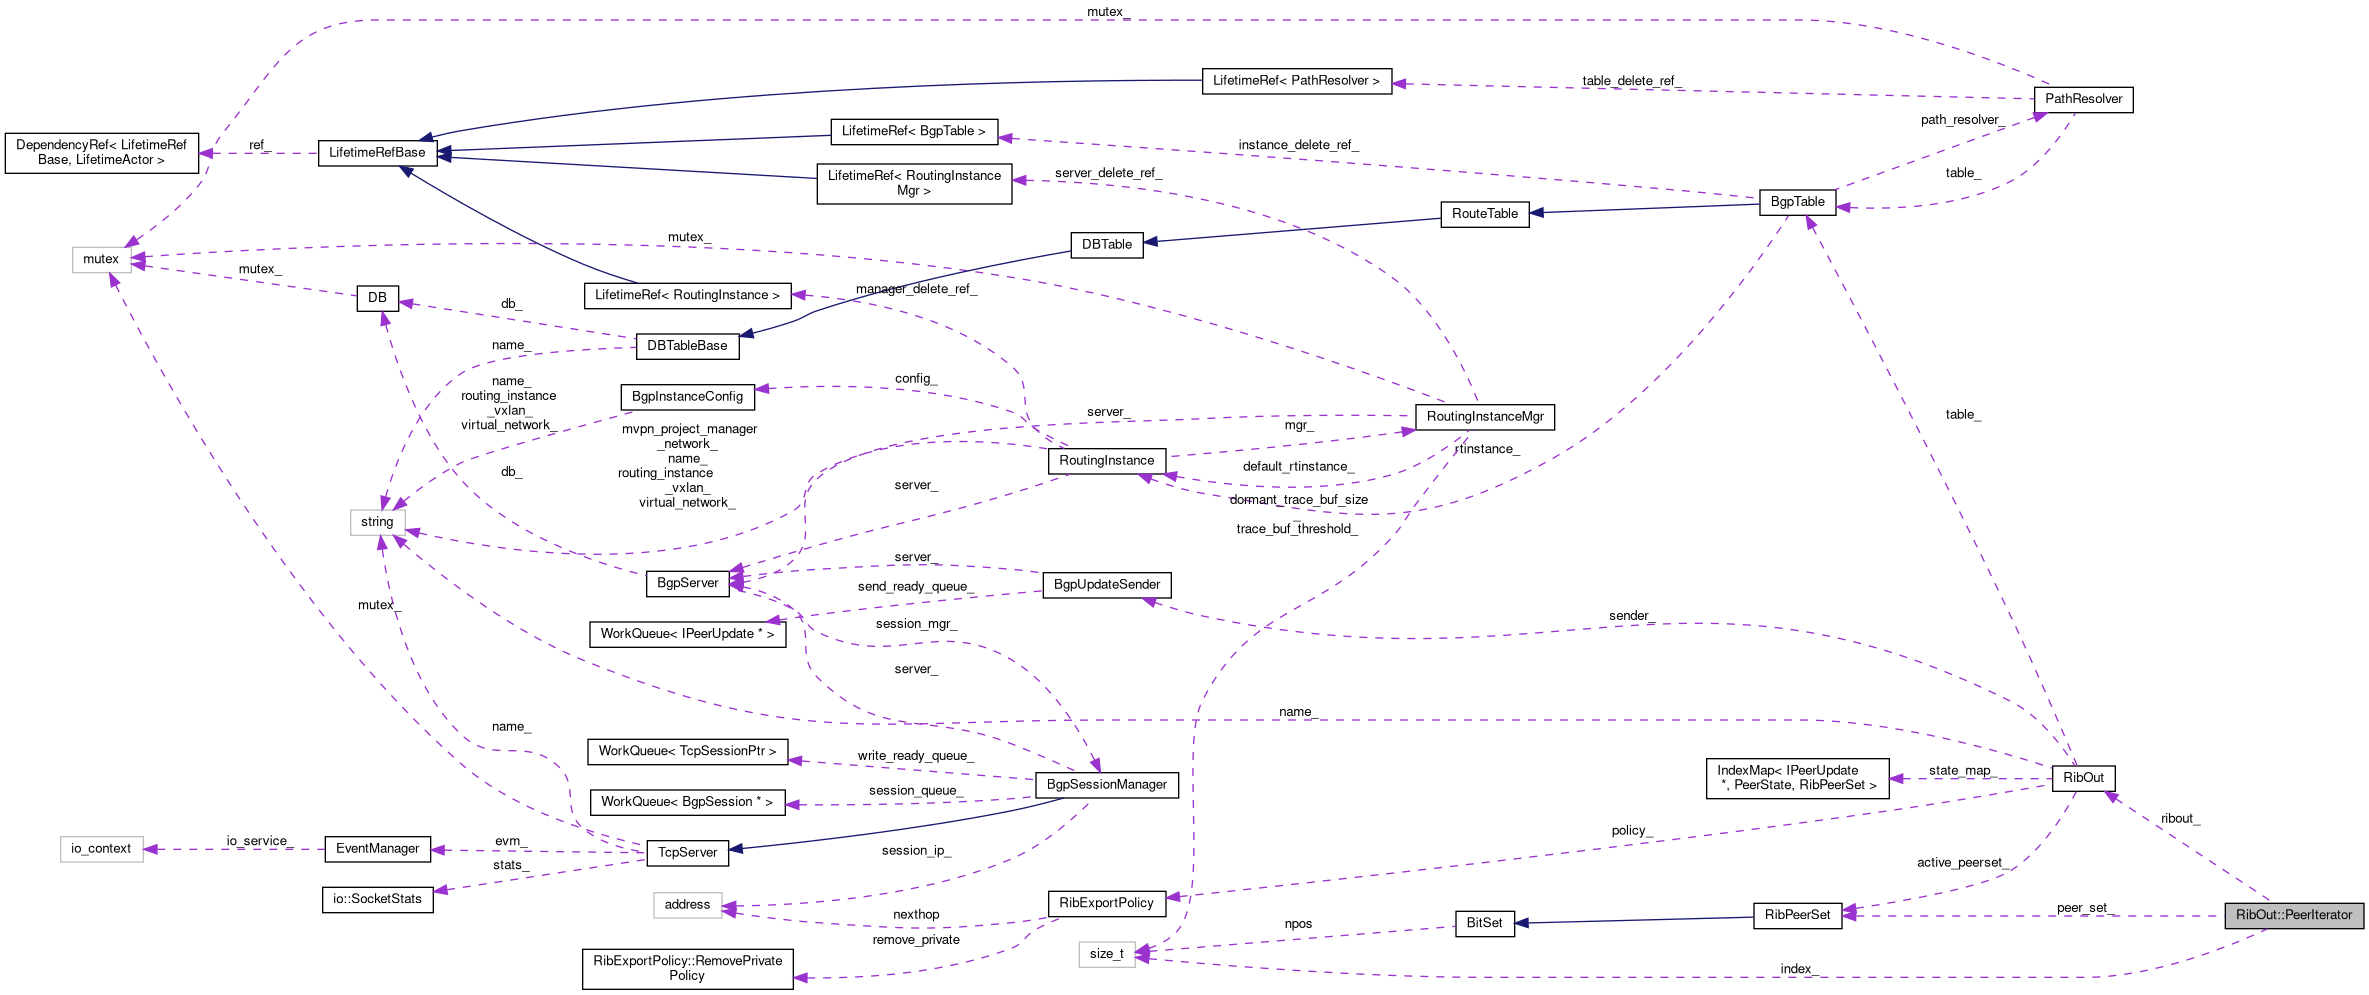 mutex_
LifetimeRef< PathResolver >
table_delete_ref_
PathResolver
DependencyRef< LifetimeRef
Base, LifetimeActor >
ref_
LifetimeRefBase
LifetimeRef< BgpTable >
path_resolver_
instance_delete_ref_
LifetimeRef< RoutingInstance
Mgr >
server_delete_ref_
table_
BgpTable
RouteTable
mutex_
DBTable
mutex
mutex_
DB
LifetimeRef< RoutingInstance >
manager_delete_ref_
db_
DBTableBase
name_
config_
name_
routing_instance
_vxlan_
virtual_network_
BgpInstanceConfig
server_
RoutingInstanceMgr
table_
mgr_
mvpn_project_manager
_network_
name_
routing_instance
_vxlan_
virtual_network_
rtinstance_
RoutingInstance
default_rtinstance_
db_
server_
dormant_trace_buf_size
_
trace_buf_threshold_
string
server_
BgpServer
BgpUpdateSender
send_ready_queue_
mutex_
WorkQueue< IPeerUpdate * >
session_mgr_
sender_
server_
name_
name_
WorkQueue< TcpSessionPtr >
write_ready_queue_
BgpSessionManager
IndexMap< IPeerUpdate
*, PeerState, RibPeerSet >
state_map_
RibOut
WorkQueue< BgpSession * >
session_queue_
ribout_
policy_
io_context
io_service_
EventManager
evm_
TcpServer
session_ip_
active_peerset_
stats_
io::SocketStats
address
nexthop
RibExportPolicy
BitSet
npos
RibPeerSet
peer_set_
RibOut::PeerIterator
remove_private
RibExportPolicy::RemovePrivate
Policy
size_t
index_